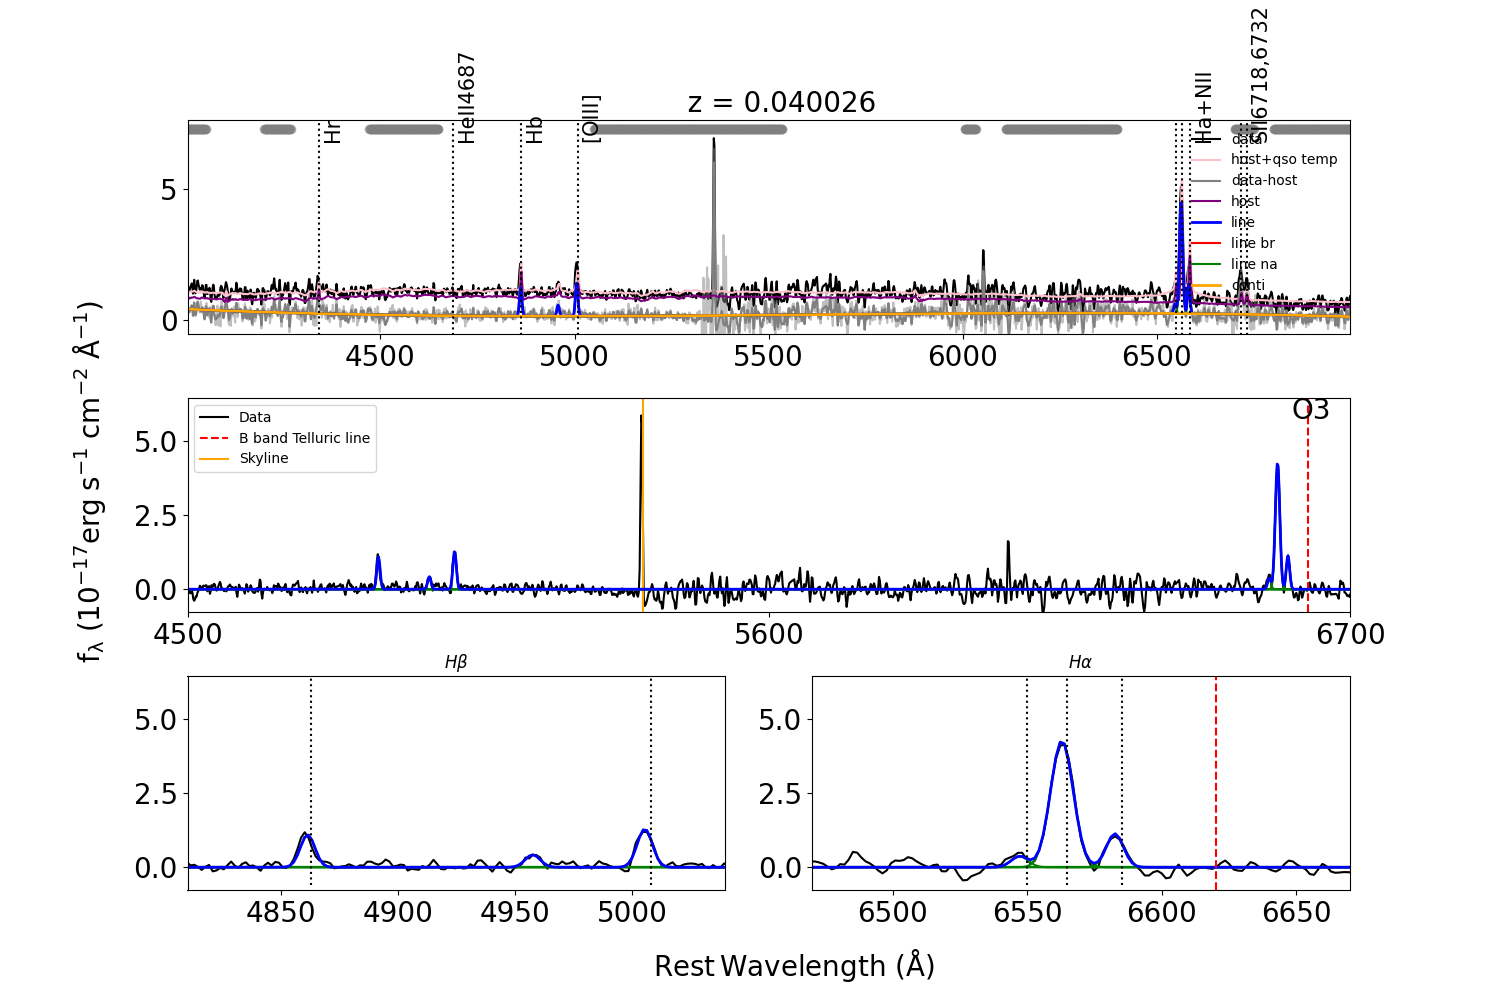 z = 0.040026
Hr
HeII4687
Hb
[OIII]
Ha+NII
SII6718,6732
data
host+qso temp
data-host
host
line
line br
line na
conti
5
0
4500
5000
5500
6000
6500
Data
B band Telluric line
Skyline
O3
5.0
2.5
0.0
4500
5600
6700
fλ (10⁻¹⁷erg s⁻¹ cm⁻² Å⁻¹)
Hβ
5.0
2.5
0.0
4850
4900
4950
5000
Hα
5.0
2.5
0.0
6500
6550
6600
6650
Rest Wavelength (Å)